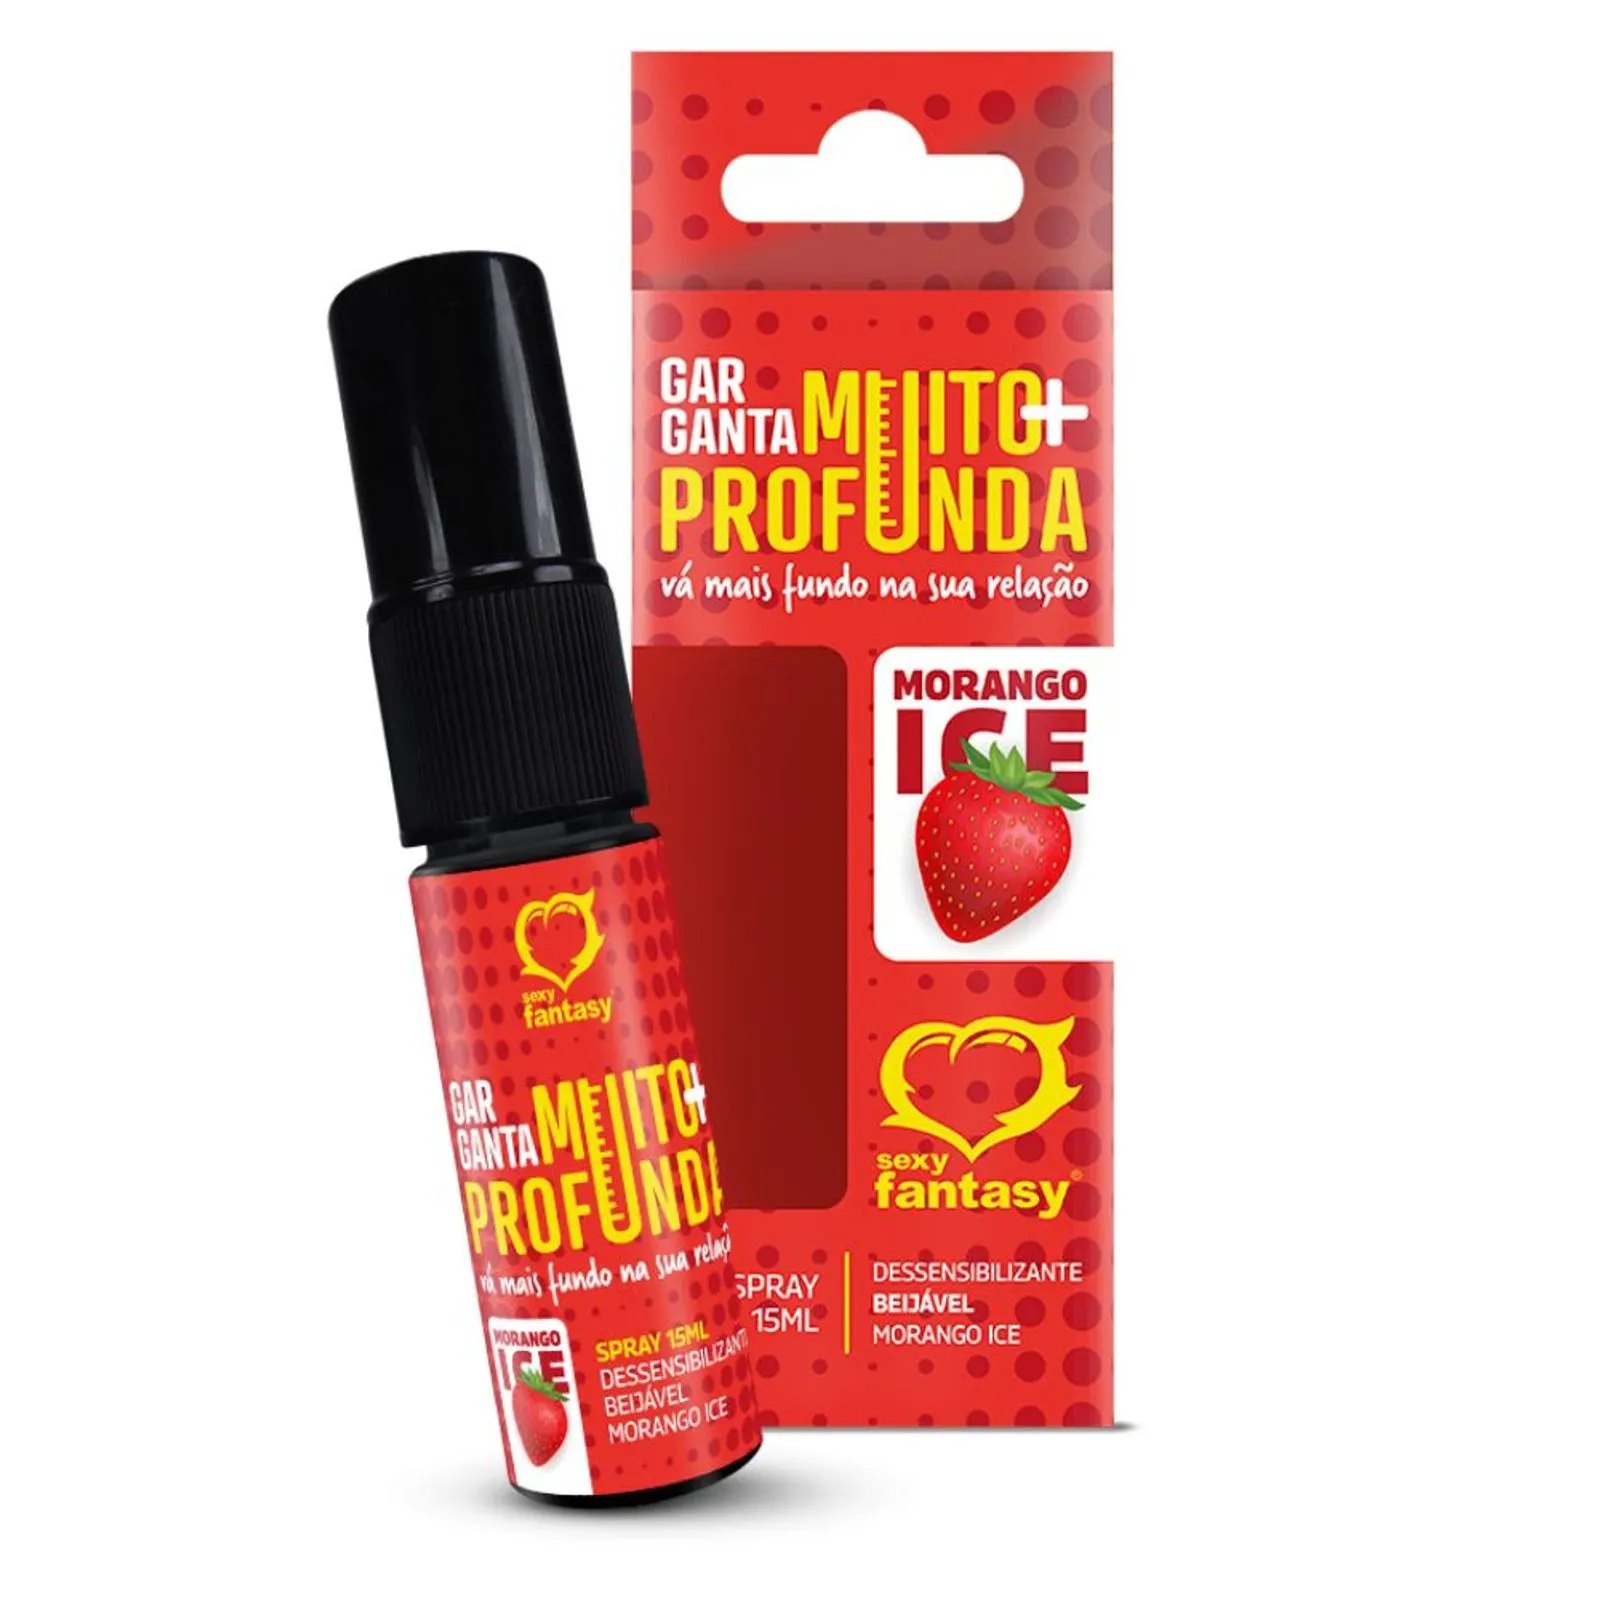 GAR
GANTA MUITO+
PROFUNDA
vá mais fundo na sua relação
MORANGO
ICE
sexy
fantasy®
SPRAY
15ML
DESSENSIBILIZANTE
BEIJÁVEL
MORANGO ICE
sexy
fantasy®
GAR
GANTA MUITO+
PROFUNDA
vá mais fundo na sua relaçã
MORANGO
ICE
SPRAY 15ML
DESSENSIBILIZANT
BEIJÁVEL
MORANGO ICE